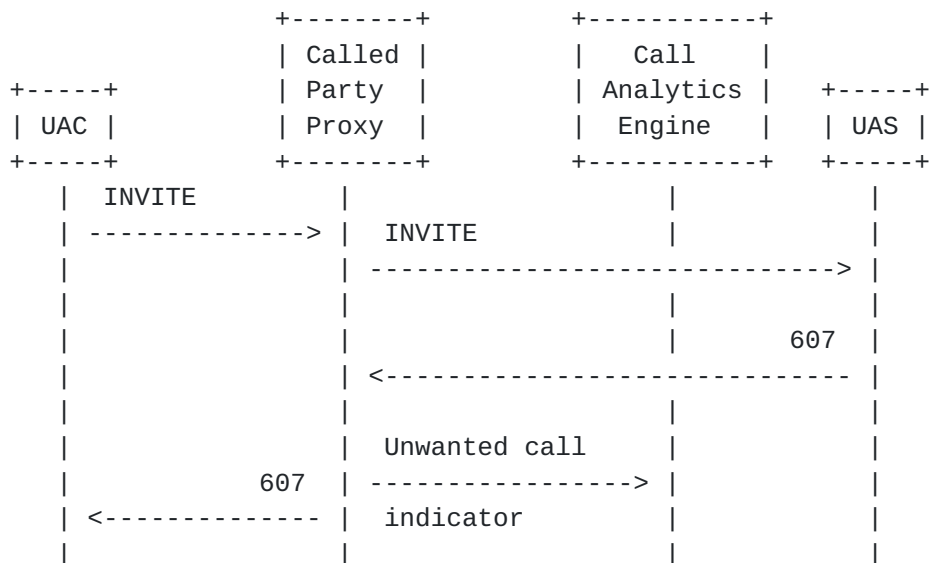 Called Call
Party Analytics
UAC Proxy Engine UAS
INVITE
INVITE
607
Unwanted call
607
indicator